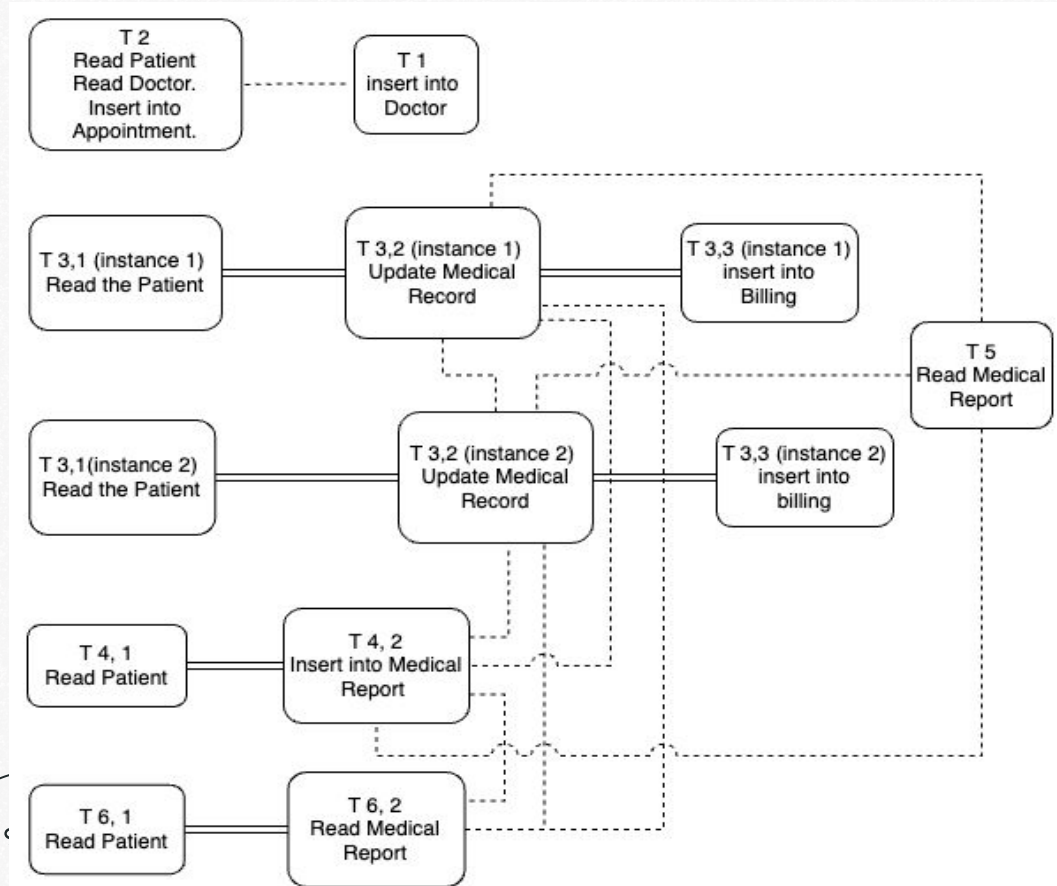 T 2
Read Patient
Read Doctor.
Insert into
Appointment.
T 1
insert into
Doctor
T 3,1 (instance 1)
Read the Patient
T 3,2 (instance 1)
Update Medical
Record
T 3,3 (instance 1)
insert into
Billing
T 5
Read Medical
Report
T 3,1(instance 2)
Read the Patient
T 3,2 (instance 2)
Update Medical
Record
T 3,3 (instance 2)
insert into
billing
T 4, 1
Read Patient
T 4, 2
Insert into Medical
Report
T 6, 1
Read Patient
T 6, 2
Read Medical
Report